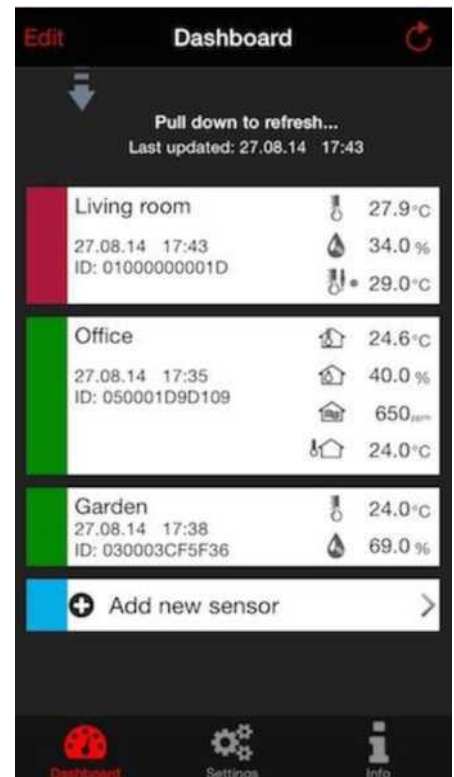 Edit Dashboard
Pull down to refresh...
Last updated: 27.08.14 17:43
Living room 27.9°C
27.08.14 17:43 34.0 %
ID: 01000000001D 29.0°C
Office 24.6°C
27.08.14 17:35 40.0 %
ID: 050001D9D109
650 ppm
24.0°C
Garden 24.0°C
27.08.14 17:38
ID: 030003CF5F36 69.0 %
Add new sensor
Dashboard Settings Info